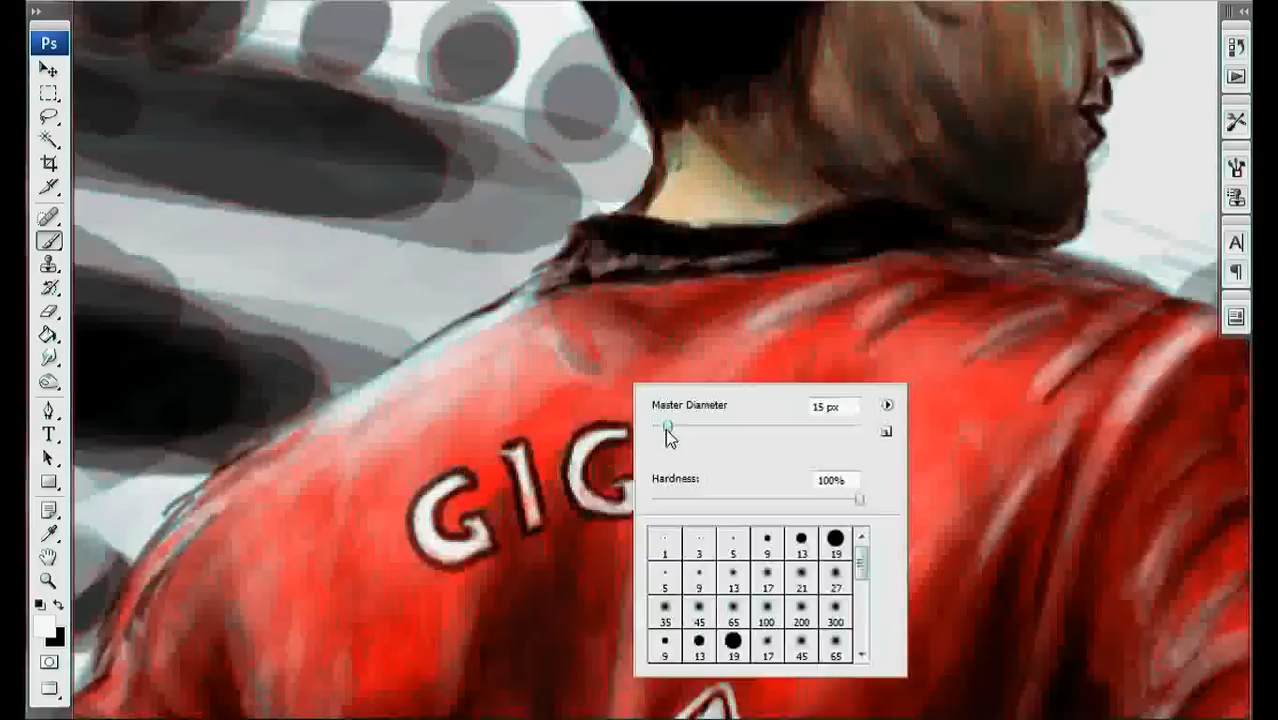 Ps
A
T
GIG
Master Diameter 15 px
Hardness: 100%
1 3 5 9 13 19
5 9 13 17 21 27
35 45 65 100 200 300
9 13 19 17 45 65